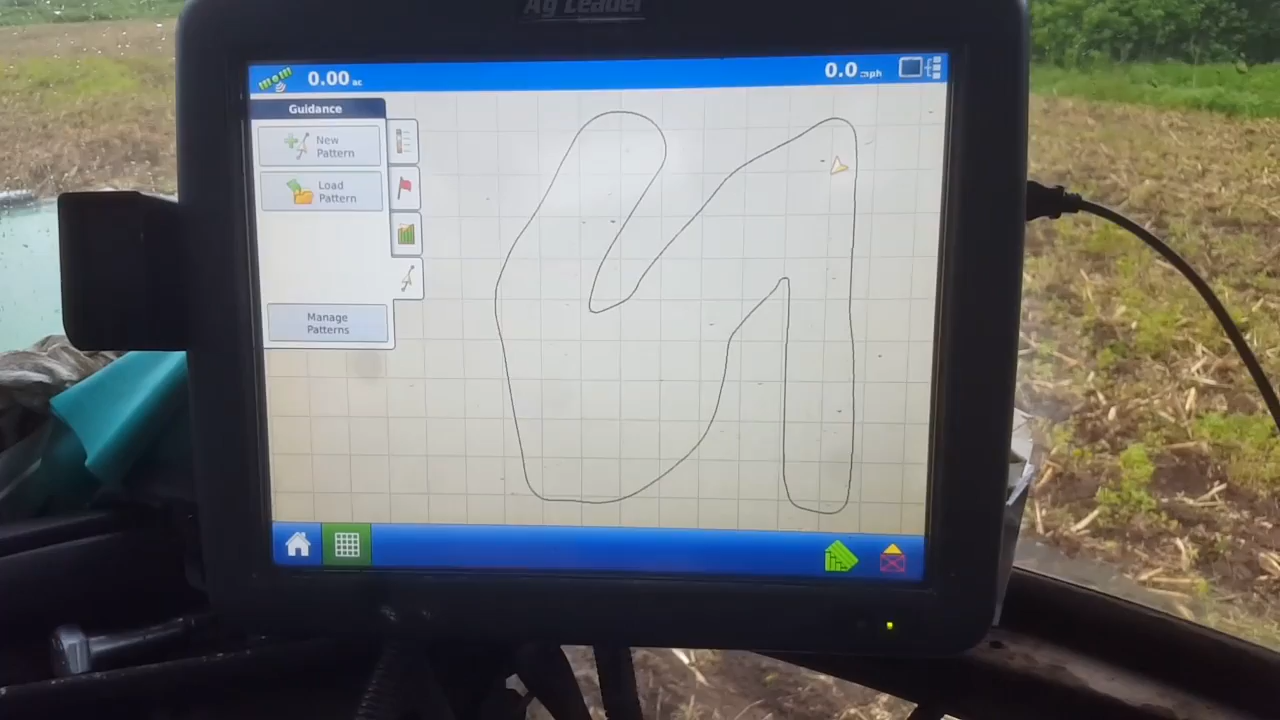 Ag Leader
0.00 ac
0.0 mph
Guidance
New
Pattern
Load
Pattern
Manage
Patterns